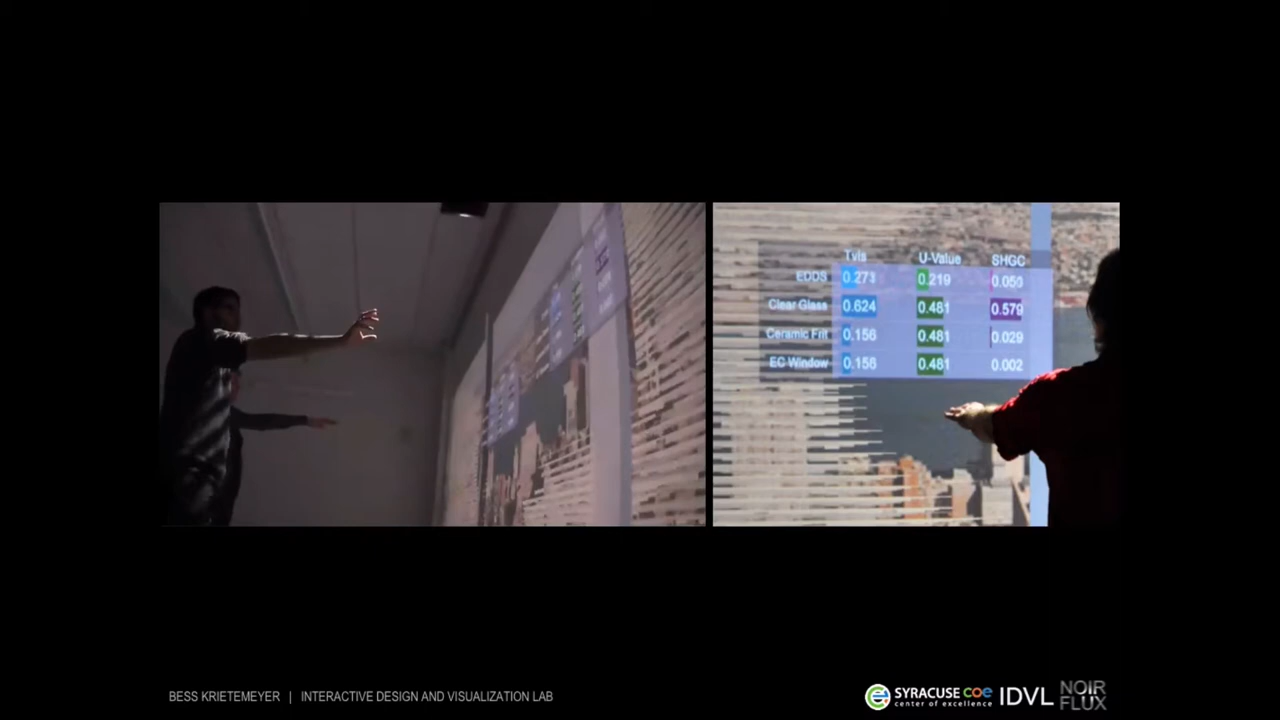 Tvis U-Value SHGC
EDDS 0.273 0.219 0.053
Clear Glass 0.624 0.481 0.579
Ceramic Frit 0.156 0.481 0.029
EC Window 0.156 0.481 0.002
BESS KRIETEMEYER | INTERACTIVE DESIGN AND VISUALIZATION LAB
SYRACUSE COE
center of excellence
IDVL
NOIR
FLUX